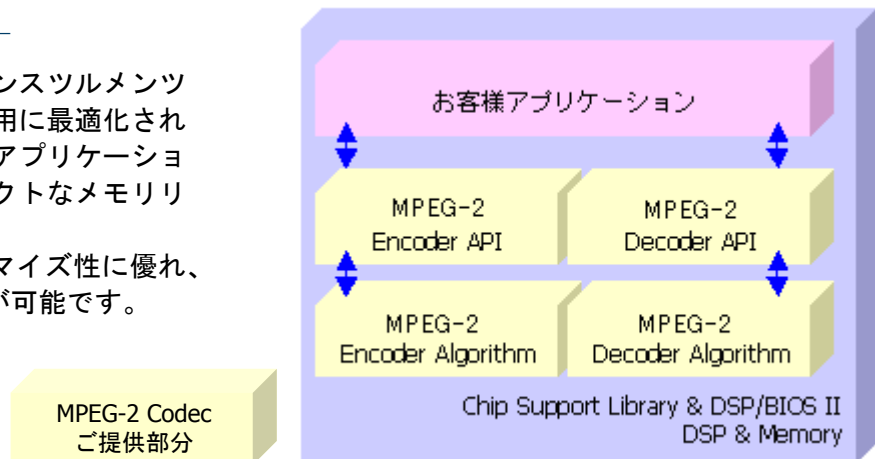 ンスツルメンツ
用に最適化され
アプリケーショ
クトなメモリリ
マイズ性に優れ、
が可能です。
お客様アプリケーション
MPEG-2
Encoder API
MPEG-2
Decoder API
MPEG-2
Encoder Algorithm
MPEG-2
Decoder Algorithm
Chip Support Library & DSP/BIOS II
DSP & Memory
MPEG-2 Codec
ご提供部分